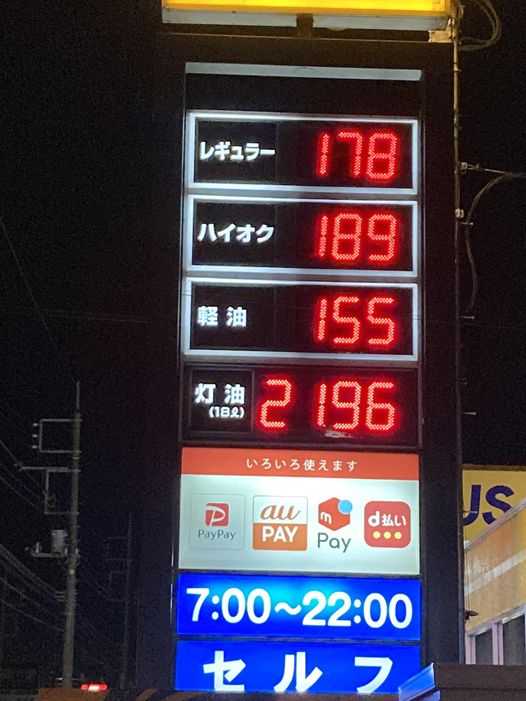 レギュラー 178
ハイオク 189
軽油 155
灯油 (18ℓ) 2196
いろいろ使えます
PayPay
au PAY
m Pay
d払い
7:00～22:00
セルフ
US